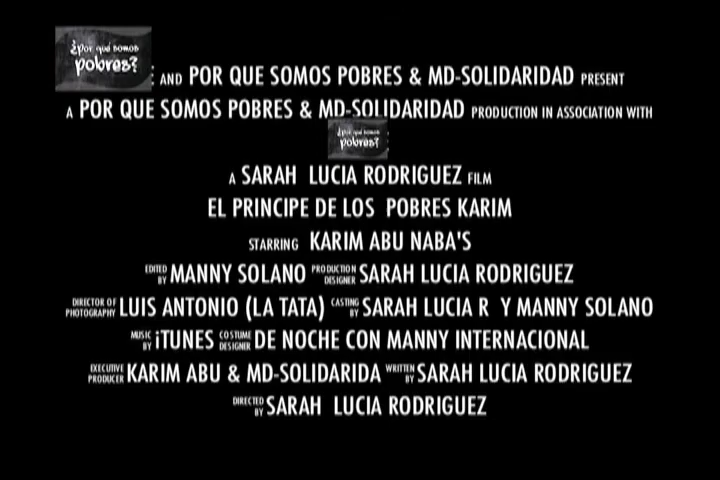 ¿Por qué somos
pobres?
: AND POR QUE SOMOS POBRES & MD-SOLIDARIDAD PRESENT
A POR QUE SOMOS POBRES & MD-SOLIDARIDAD PRODUCTION IN ASSOCIATION WITH
¿Por qué somos
pobres?
A SARAH LUCIA RODRIGUEZ FILM
EL PRINCIPE DE LOS POBRES KARIM
STARRING KARIM ABU NABA'S
EDITED BY MANNY SOLANO PRODUCTION DESIGNER SARAH LUCIA RODRIGUEZ
DIRECTOR OF PHOTOGRAPHY LUIS ANTONIO (LA TATA) CASTING BY SARAH LUCIA R Y MANNY SOLANO
MUSIC BY iTUNES COSTUME DESIGNER DE NOCHE CON MANNY INTERNACIONAL
EXECUTIVE PRODUCER KARIM ABU & MD-SOLIDARIDA WRITTEN BY SARAH LUCIA RODRIGUEZ
DIRECTED BY SARAH LUCIA RODRIGUEZ